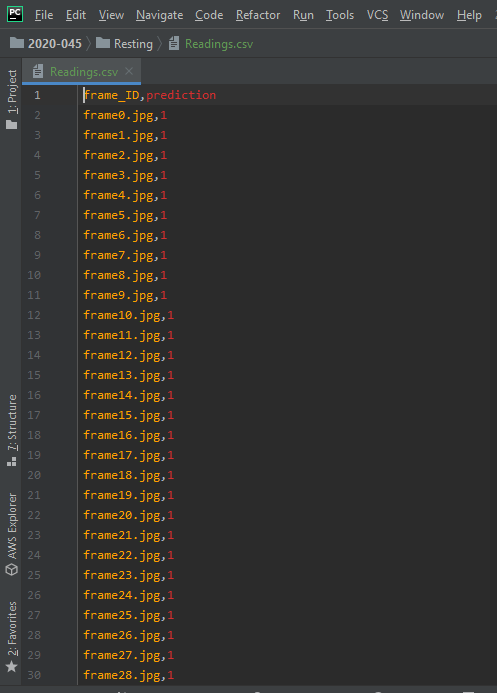 PC File Edit View Navigate Code Refactor Run Tools VCS Window Help
2020-045 Resting Readings.csv
Readings.csv
1: Project
7: Structure
AWS Explorer
2: Favorites
1 frame_ID,prediction
2 frame0.jpg,1
3 frame1.jpg,1
4 frame2.jpg,1
5 frame3.jpg,1
6 frame4.jpg,1
7 frame5.jpg,1
8 frame6.jpg,1
9 frame7.jpg,1
10 frame8.jpg,1
11 frame9.jpg,1
12 frame10.jpg,1
13 frame11.jpg,1
14 frame12.jpg,1
15 frame13.jpg,1
16 frame14.jpg,1
17 frame15.jpg,1
18 frame16.jpg,1
19 frame17.jpg,1
20 frame18.jpg,1
21 frame19.jpg,1
22 frame20.jpg,1
23 frame21.jpg,1
24 frame22.jpg,1
25 frame23.jpg,1
26 frame24.jpg,1
27 frame25.jpg,1
28 frame26.jpg,1
29 frame27.jpg,1
30 frame28.jpg,1